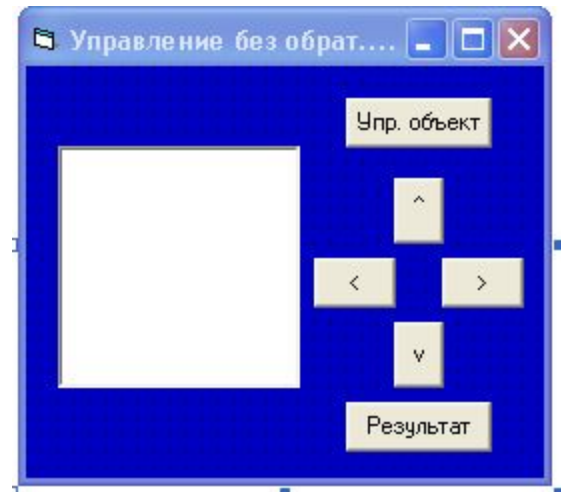 Управление без обрат....
Упр. объект
^
<
>
v
Результат